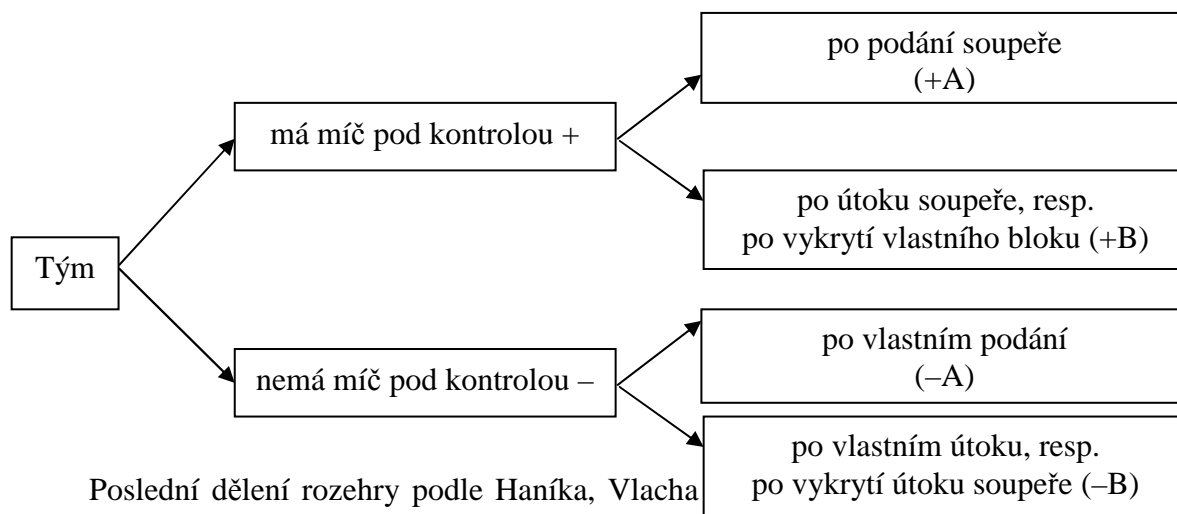 po podání soupeře
(+A)
má míč pod kontrolou +
po útoku soupeře, resp.
po vykrytí vlastního bloku (+B)
Tým
po vlastním podání
(–A)
nemá míč pod kontrolou –
po vlastním útoku, resp.
po vykrytí útoku soupeře (–B)
Poslední dělení rozehry podle Haníka, Vlacha